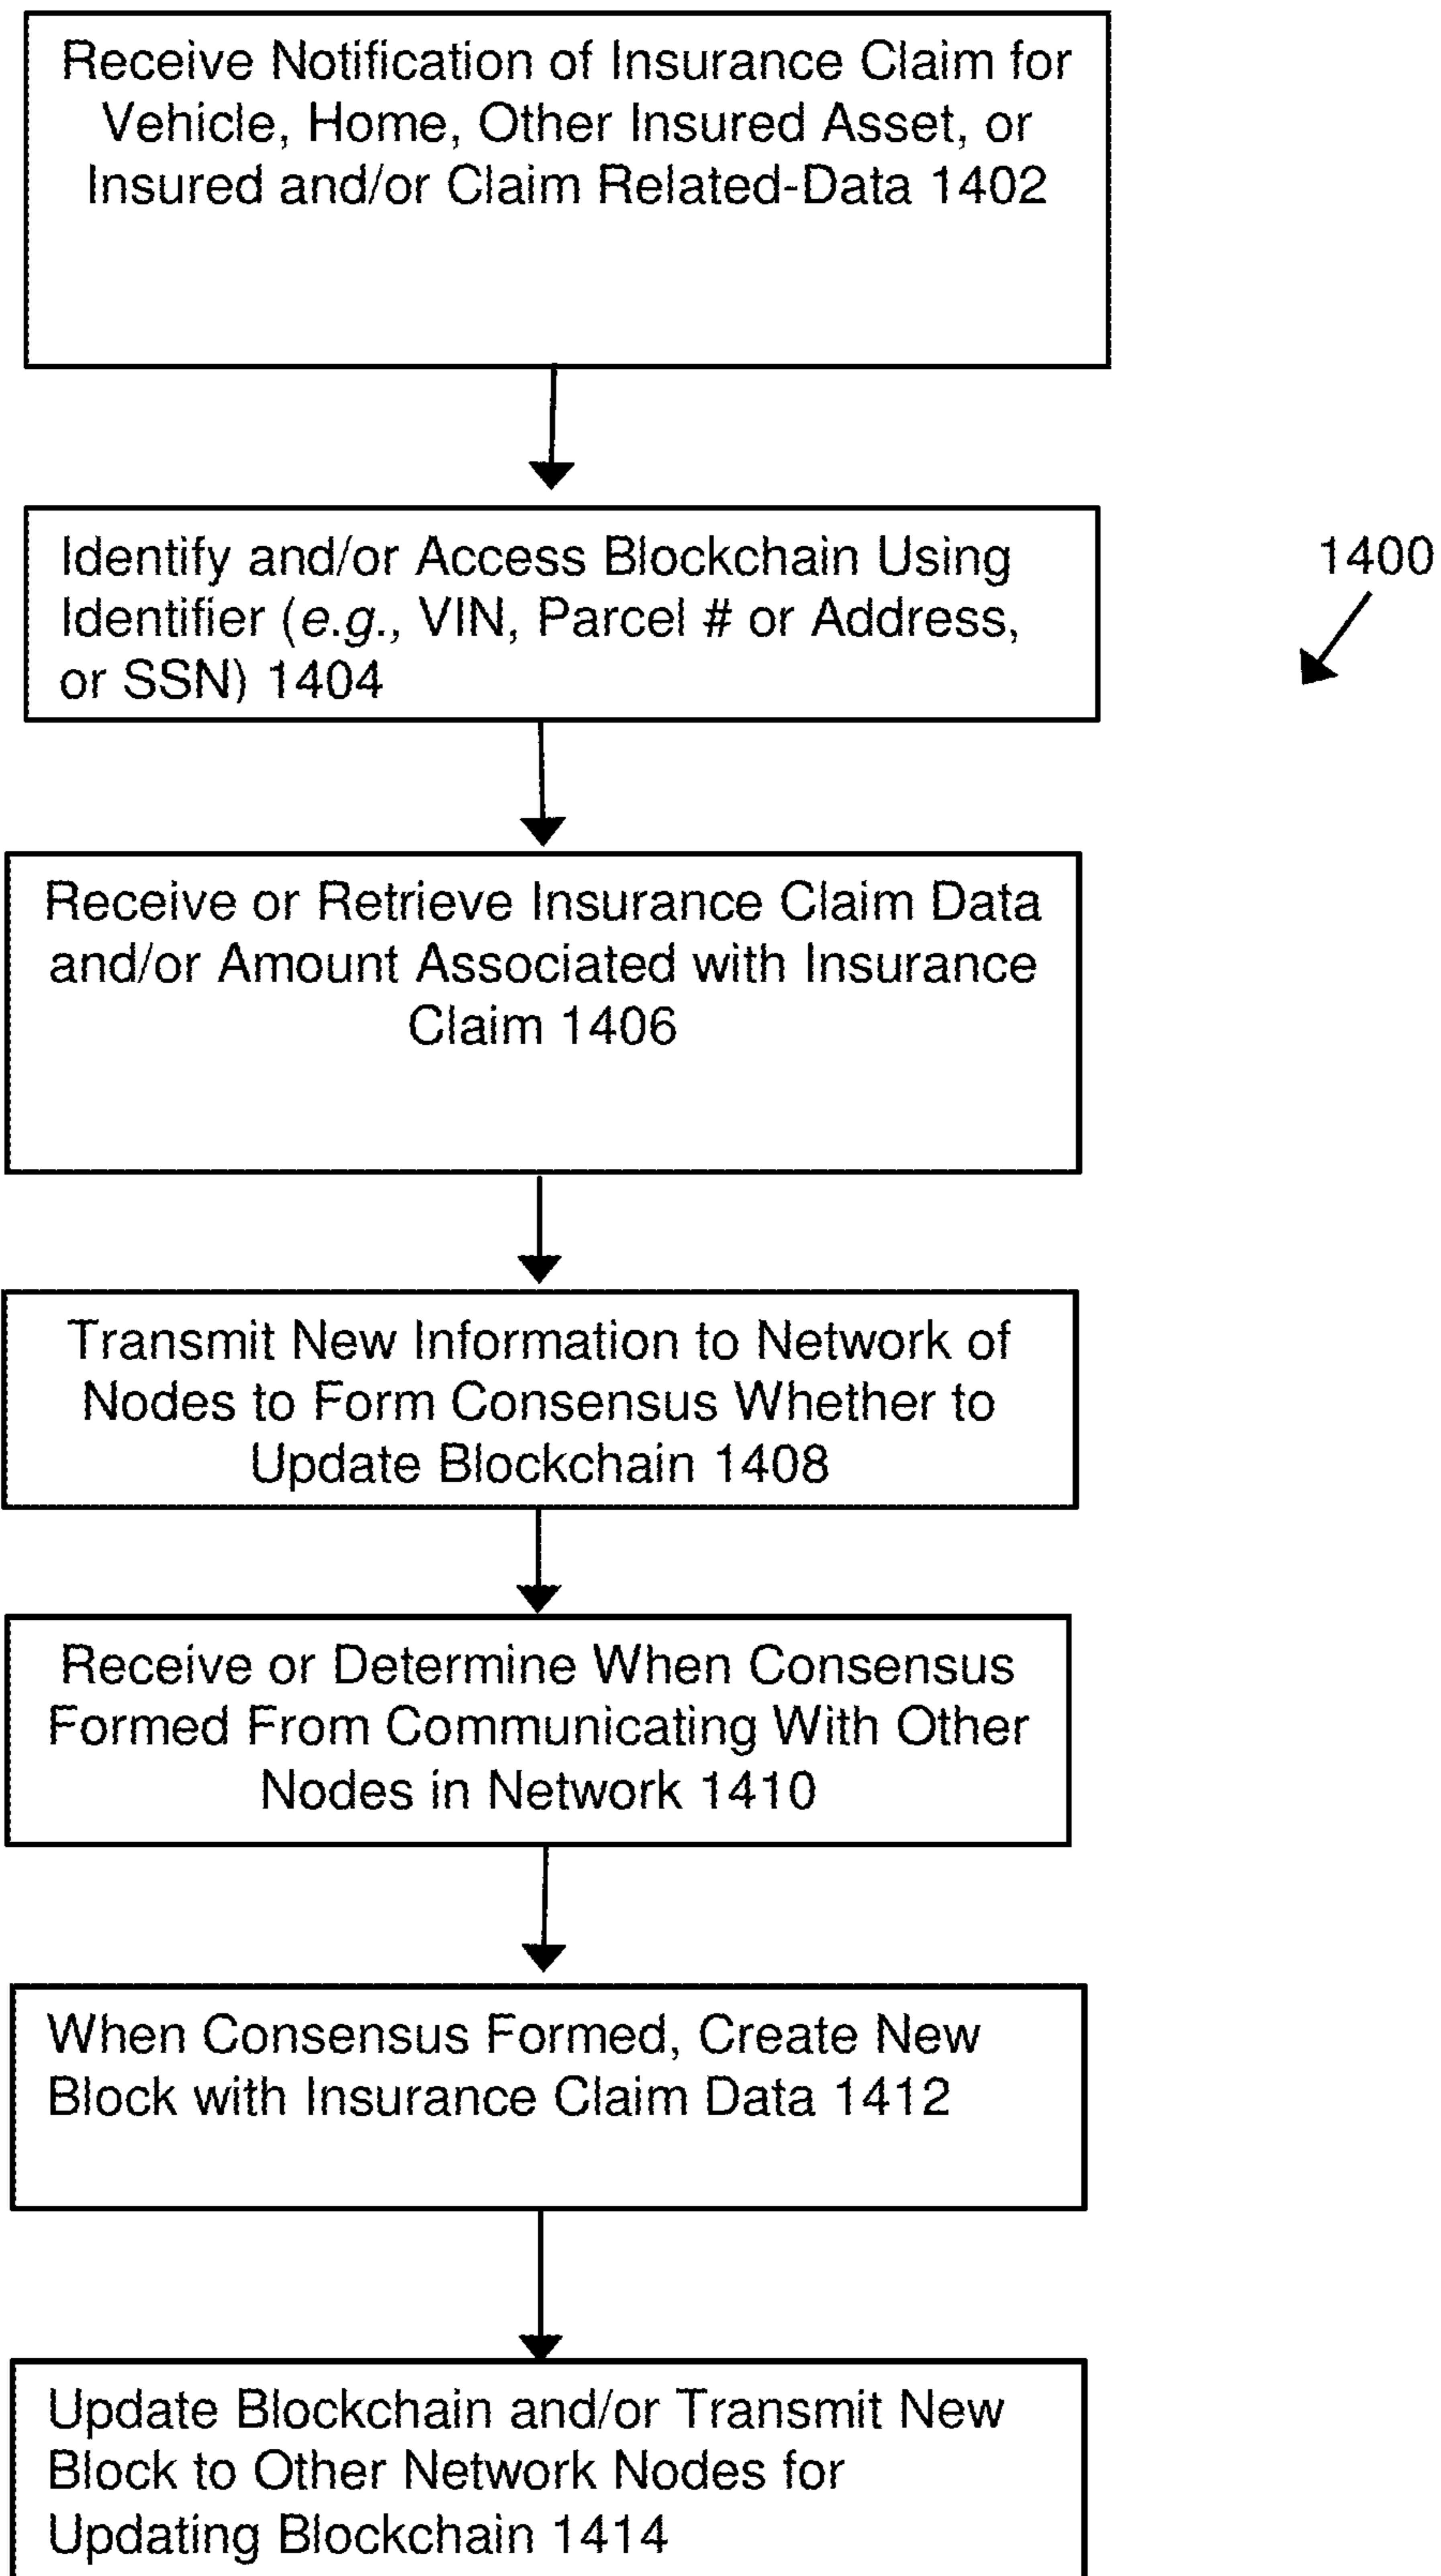 Receive Notification of Insurance Claim for
Vehicle, Home, Other Insured Asset, or
Insured and/or Claim Related-Data 1402
Identify and/or Access Blockchain Using
Identifier (e.g., VIN, Parcel # or Address,
or SSN) 1404
1400
Receive or Retrieve Insurance Claim Data
and/or Amount Associated with Insurance
Claim 1406
Transmit New Information to Network of
Nodes to Form Consensus Whether to
Update Blockchain 1408
Receive or Determine When Consensus
Formed From Communicating With Other
Nodes in Network 1410
When Consensus Formed, Create New
Block with Insurance Claim Data 1412
Update Blockchain and/or Transmit New
Block to Other Network Nodes for
Updating Blockchain 1414